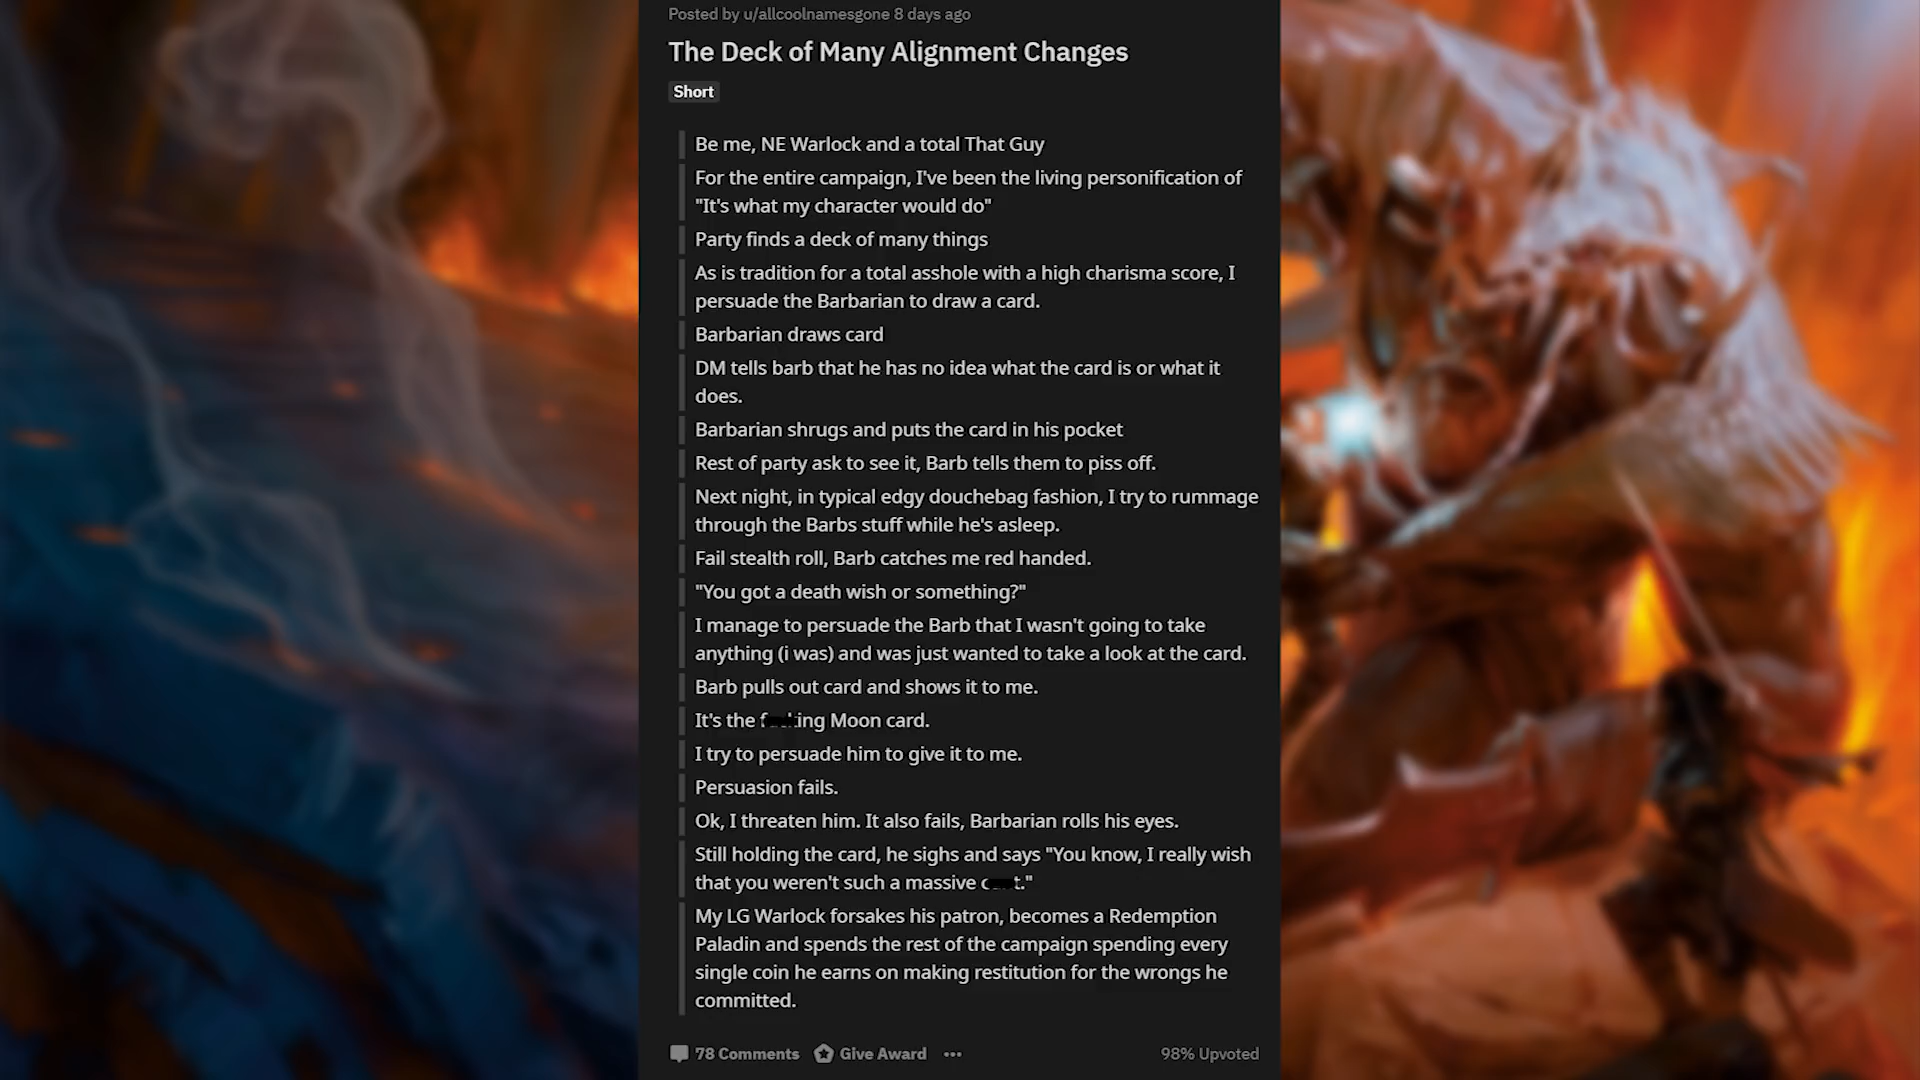 Posted by u/allcoolnamesgone 8 days ago
The Deck of Many Alignment Changes
Short
Be me, NE Warlock and a total That Guy
For the entire campaign, I've been the living personification of
"It's what my character would do"
Party finds a deck of many things
As is tradition for a total asshole with a high charisma score, I
persuade the Barbarian to draw a card.
Barbarian draws card
DM tells barb that he has no idea what the card is or what it
does.
Barbarian shrugs and puts the card in his pocket
Rest of party ask to see it, Barb tells them to piss off.
Next night, in typical edgy douchebag fashion, I try to rummage
through the Barbs stuff while he's asleep.
Fail stealth roll, Barb catches me red handed.
"You got a death wish or something?"
I manage to persuade the Barb that I wasn't going to take
anything (i was) and was just wanted to take a look at the card.
Barb pulls out card and shows it to me.
It's the Moon card.
I try to persuade him to give it to me.
Persuasion fails.
Ok, I threaten him. It also fails, Barbarian rolls his eyes.
Still holding the card, he sighs and says "You know, I really wish
that you weren't such a massive
My LG Warlock forsakes his patron, becomes a Redemption
Paladin and spends the rest of the campaign spending every
single coin he earns on making restitution for the wrongs he
committed.
78 Comments Give Award ••• 98% Upvoted